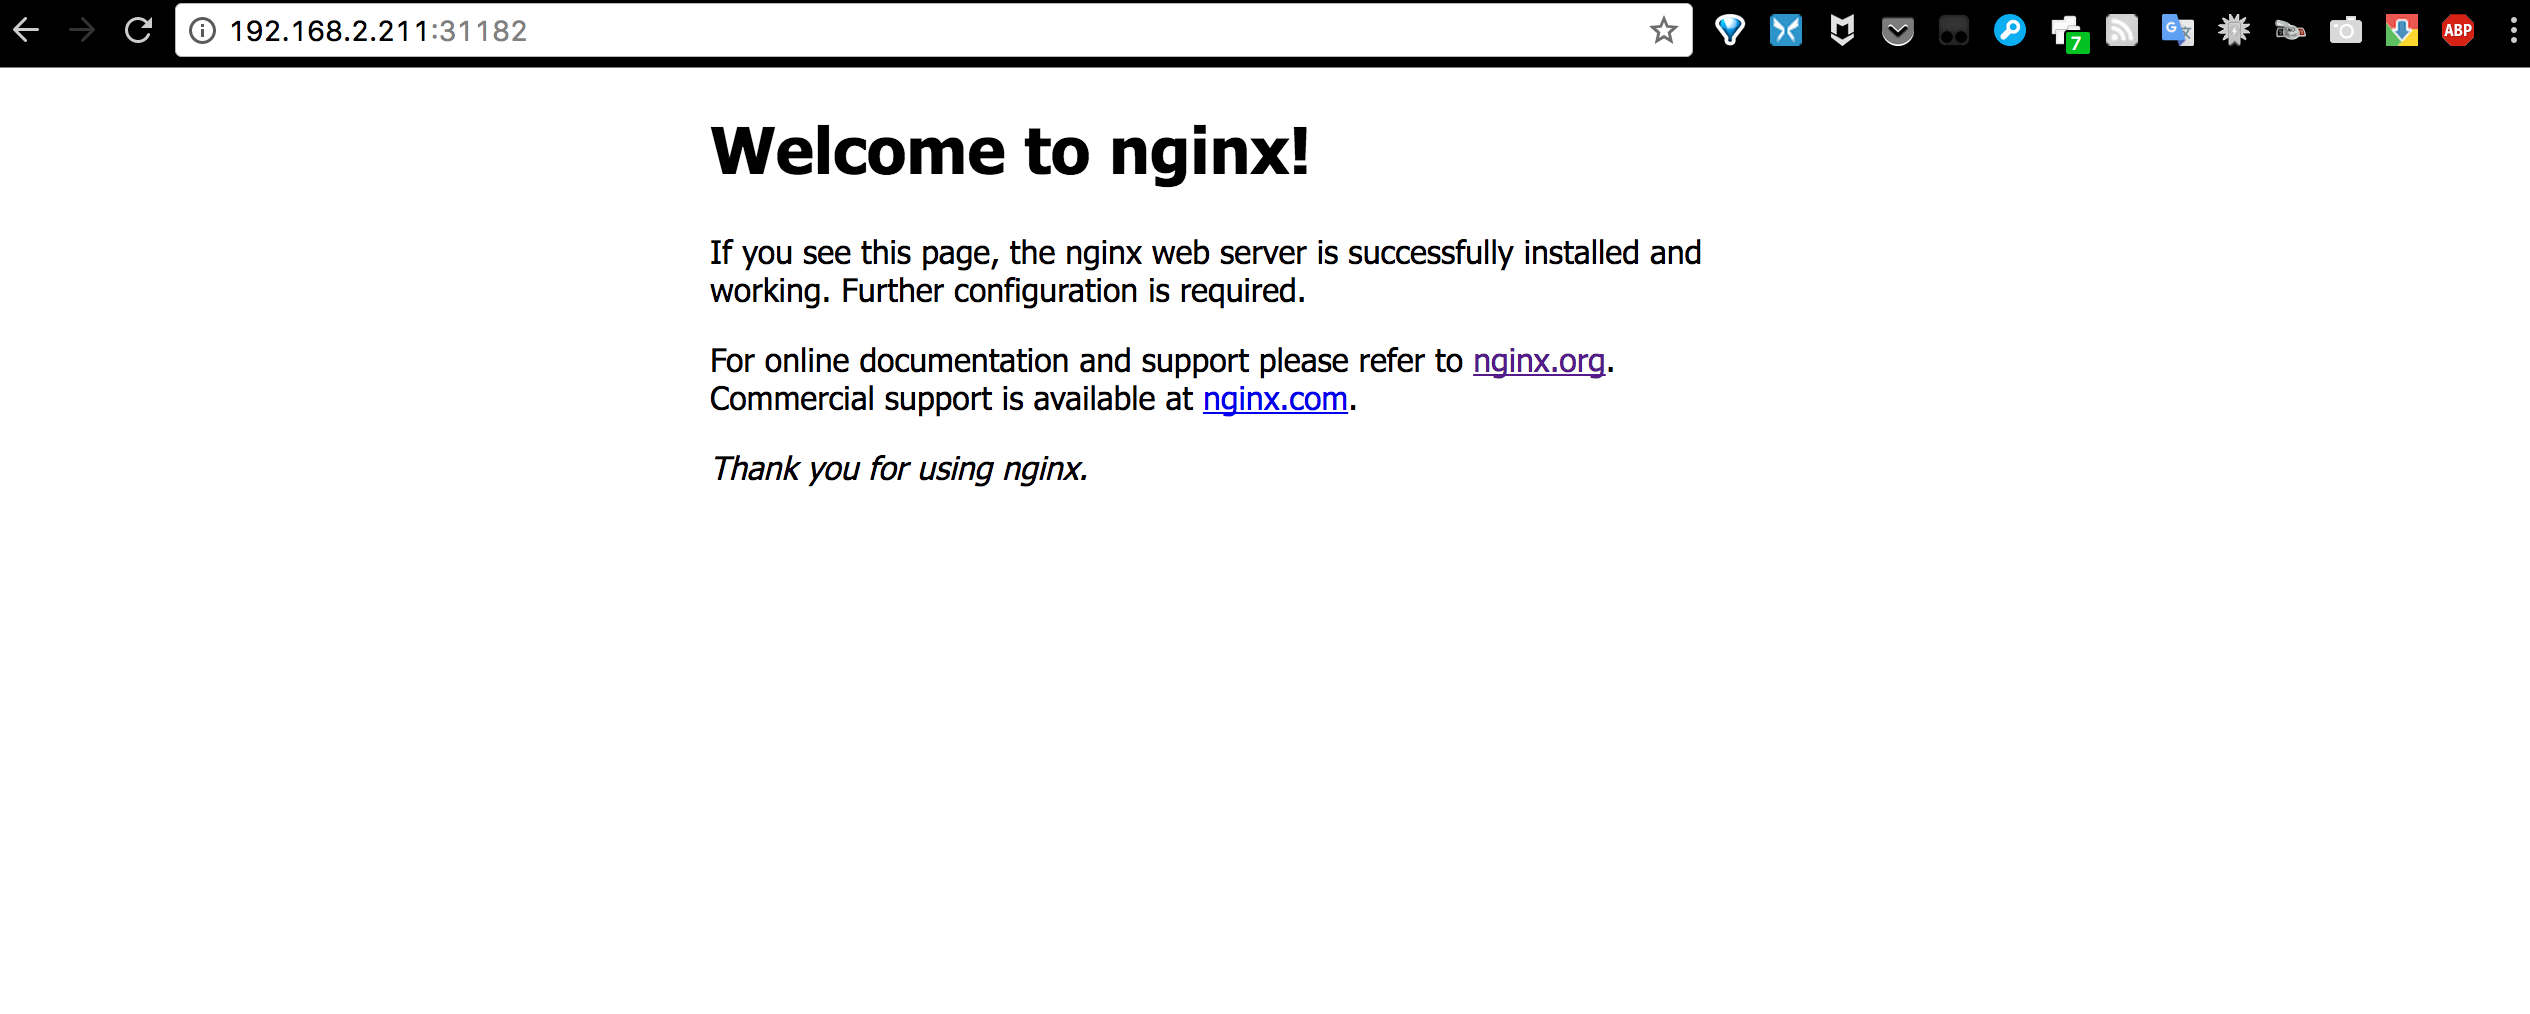 192.168.2.211:31182
7
ABP
Welcome to nginx!
If you see this page, the nginx web server is successfully installed and
working. Further configuration is required.
For online documentation and support please refer to nginx.org.
Commercial support is available at nginx.com.
Thank you for using nginx.